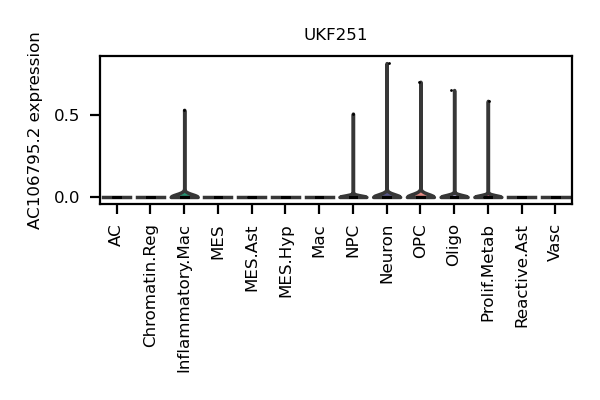 UKF251
AC106795.2 expression
0.5
0.0
AC
Chromatin.Reg
Inflammatory.Mac
MES
MES.Ast
MES.Hyp
Mac
NPC
Neuron
OPC
Oligo
Prolif.Metab
Reactive.Ast
Vasc